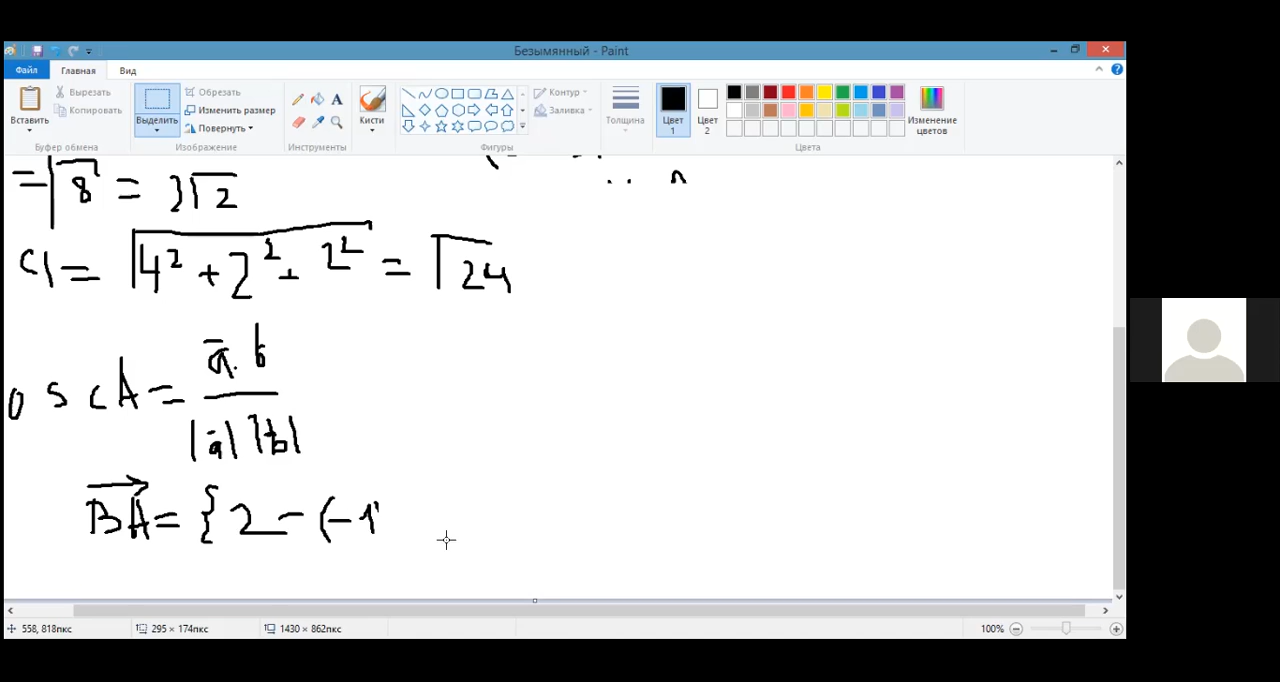 Безымянный - Paint
Файл Главная Вид
Вставить
Вырезать
Копировать
Буфер обмена
Выделить
Обрезать
Изменить размер
Повернуть
Изображение
A
Инструменты
Кисти
Контур
Заливка
Фигуры
Толщина
Цвет 1
Цвет 2
Изменение цветов
Цвета
= √8 = 2√2
= √4² + 2² + 2² = √24
os cA = a̅ · b / |a̅| |b|
BA = { 2 - (-1
558, 818пкс 295 × 174пкс 1430 × 862пкс 100%